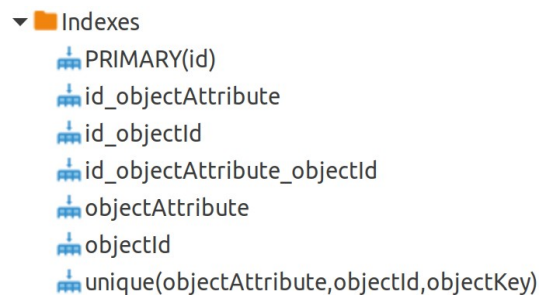 Indexes
PRIMARY(id)
id_objectAttribute
id_objectId
id_objectAttribute_objectId
objectAttribute
objectId
unique(objectAttribute,objectId,objectKey)